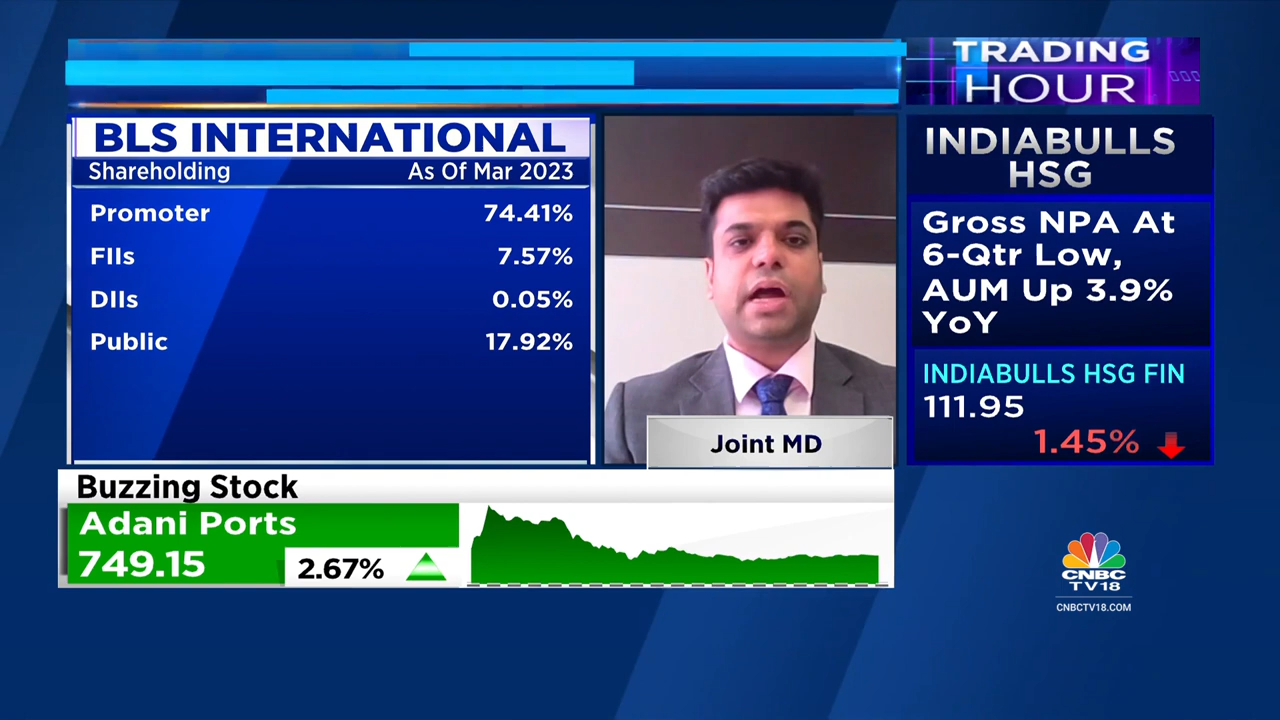 TRADING
HOUR
BLS INTERNATIONAL
Shareholding As Of Mar 2023
Promoter 74.41%
FIIs 7.57%
DIIs 0.05%
Public 17.92%
Joint MD
INDIABULLS
HSG
Gross NPA At
6-Qtr Low,
AUM Up 3.9%
YoY
INDIABULLS HSG FIN
111.95
1.45%
Buzzing Stock
Adani Ports
749.15
2.67%
CNBC
TV18
CNBCTV18.COM